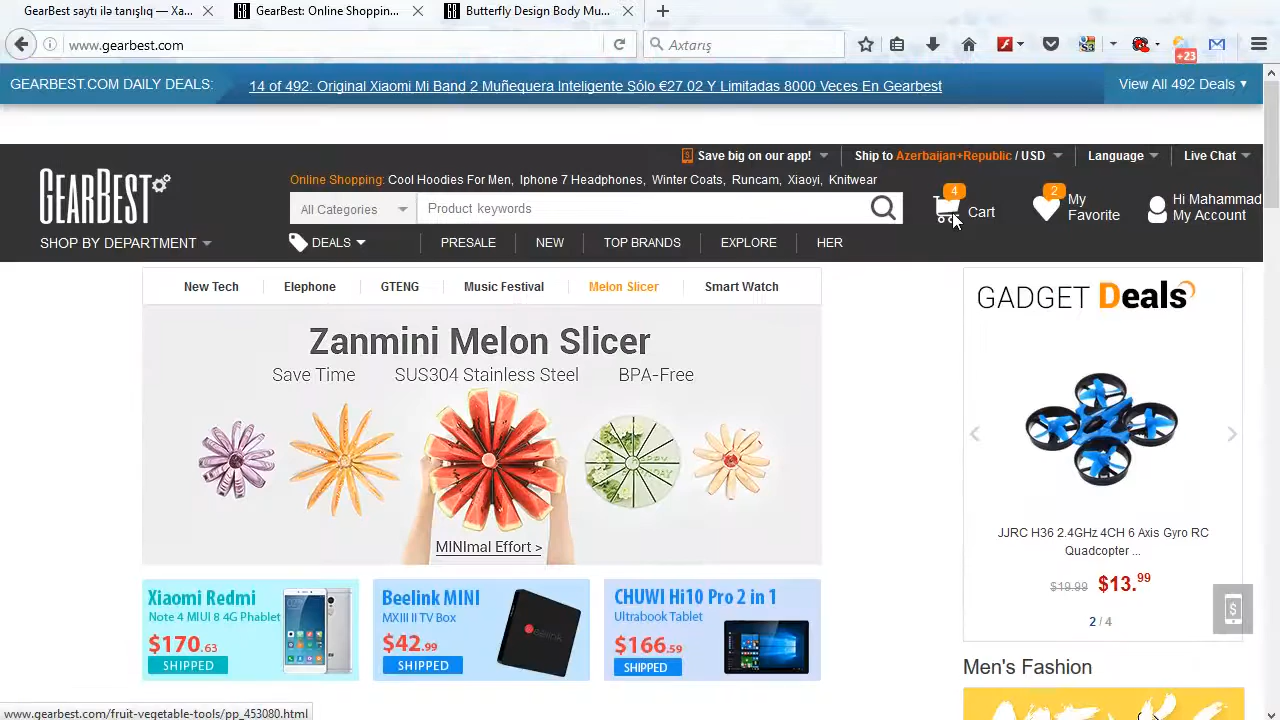 GearBest saytı ilə tanışlıq — Xa...
GearBest: Online Shoppin...
Butterfly Design Body Mu...
www.gearbest.com
Axtarış
+23
GEARBEST.COM DAILY DEALS:
14 of 492: Original Xiaomi Mi Band 2 Muñequera Inteligente Sólo €27.02 Y Limitadas 8000 Veces En Gearbest
View All 492 Deals
Save big on our app!
Ship to Azerbaijan+Republic / USD
Language
Live Chat
GEARBEST
Online Shopping: Cool Hoodies For Men, Iphone 7 Headphones, Winter Coats, Runcam, Xiaoyi, Knitwear
All Categories
Product keywords
4
Cart
2
My
Favorite
Hi Mahammad
My Account
SHOP BY DEPARTMENT
DEALS
PRESALE
NEW
TOP BRANDS
EXPLORE
HER
New Tech
Elephone
GTENG
Music Festival
Melon Slicer
Smart Watch
Zanmini Melon Slicer
Save Time
SUS304 Stainless Steel
BPA-Free
MINImal Effort >
GADGET Deals
JJRC H36 2.4GHz 4CH 6 Axis Gyro RC
Quadcopter ...
$19.99 $13.99
2 / 4
$
Xiaomi Redmi
Note 4 MIUI 8 4G Phablet
$170.63
SHIPPED
Beelink MINI
MXIII II TV Box
$42.99
SHIPPED
Beelink
CHUWI Hi10 Pro 2 in 1
Ultrabook Tablet
$166.59
SHIPPED
Men's Fashion
www.gearbest.com/fruit-vegetable-tools/pp_453080.html